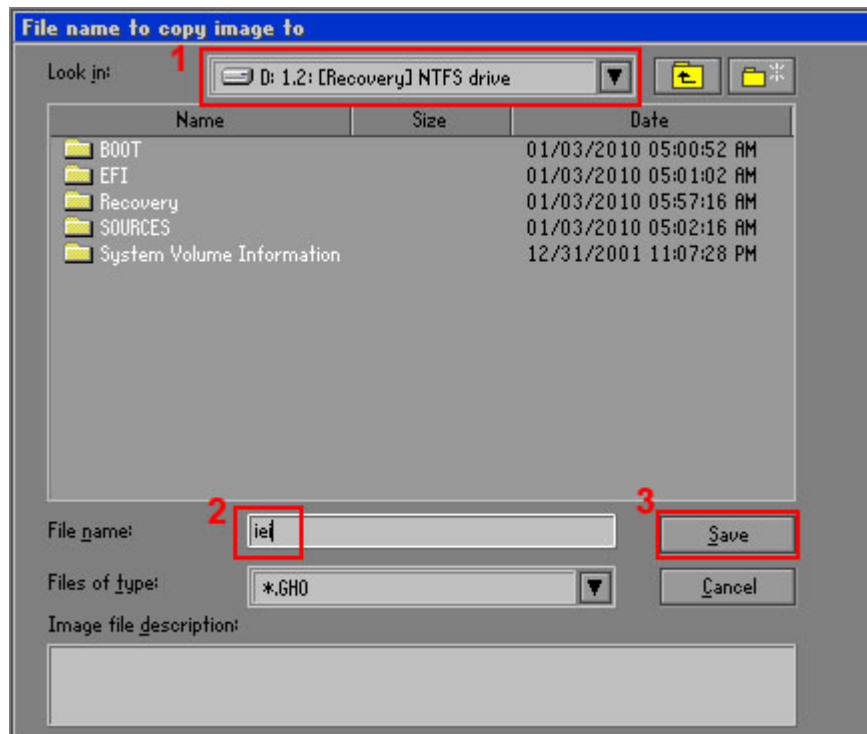 File name to copy image to
1
Look in: D: 1.2: [Recovery] NTFS drive
Name Size Date
BOOT 01/03/2010 05:00:52 AM
EFI 01/03/2010 05:01:02 AM
Recovery 01/03/2010 05:57:16 AM
SOURCES 01/03/2010 05:02:16 AM
System Volume Information 12/31/2001 11:07:28 PM
2 3
File name: iei Save
Files of type: *.GHO Cancel
Image file description: